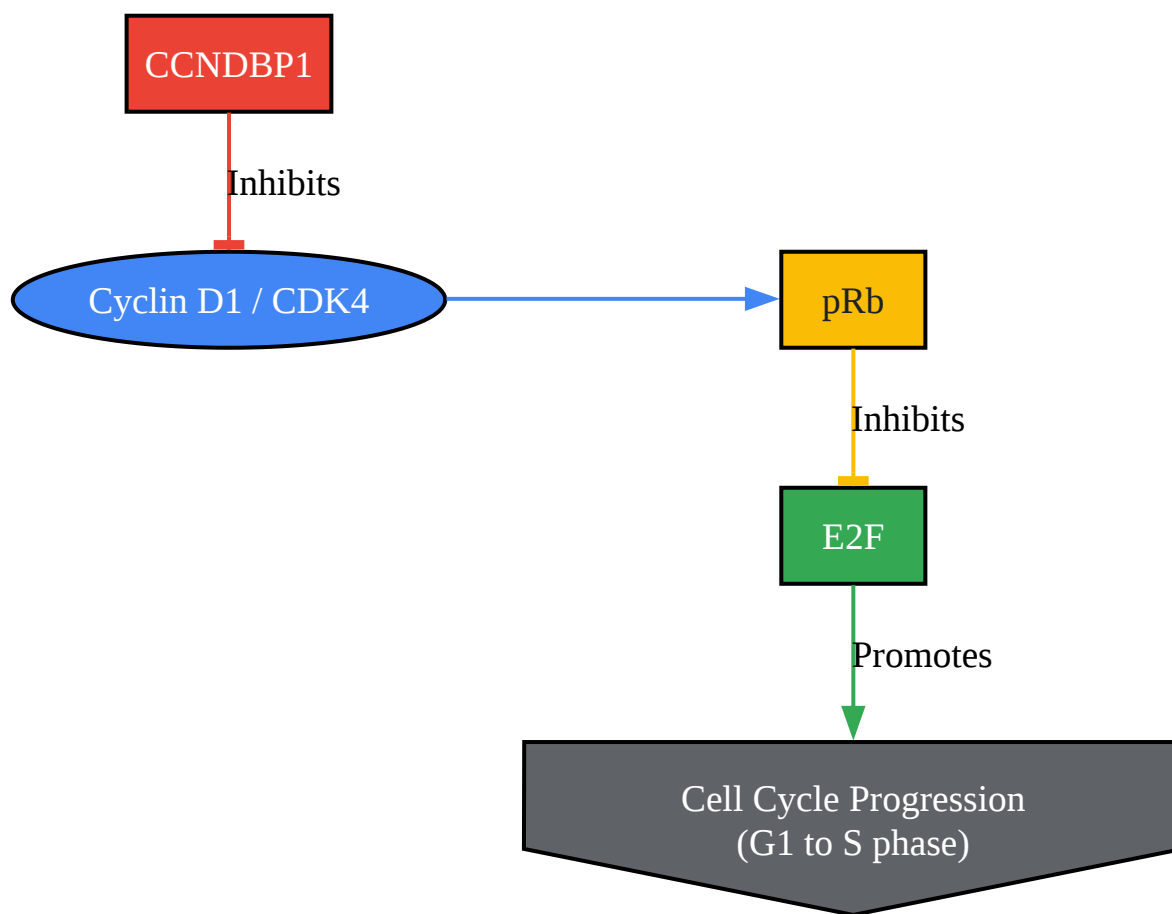 CCNDBP1
Inhibits
Cyclin D1 / CDK4
pRb
Inhibits
E2F
Promotes
Cell Cycle Progression
(G1 to S phase)